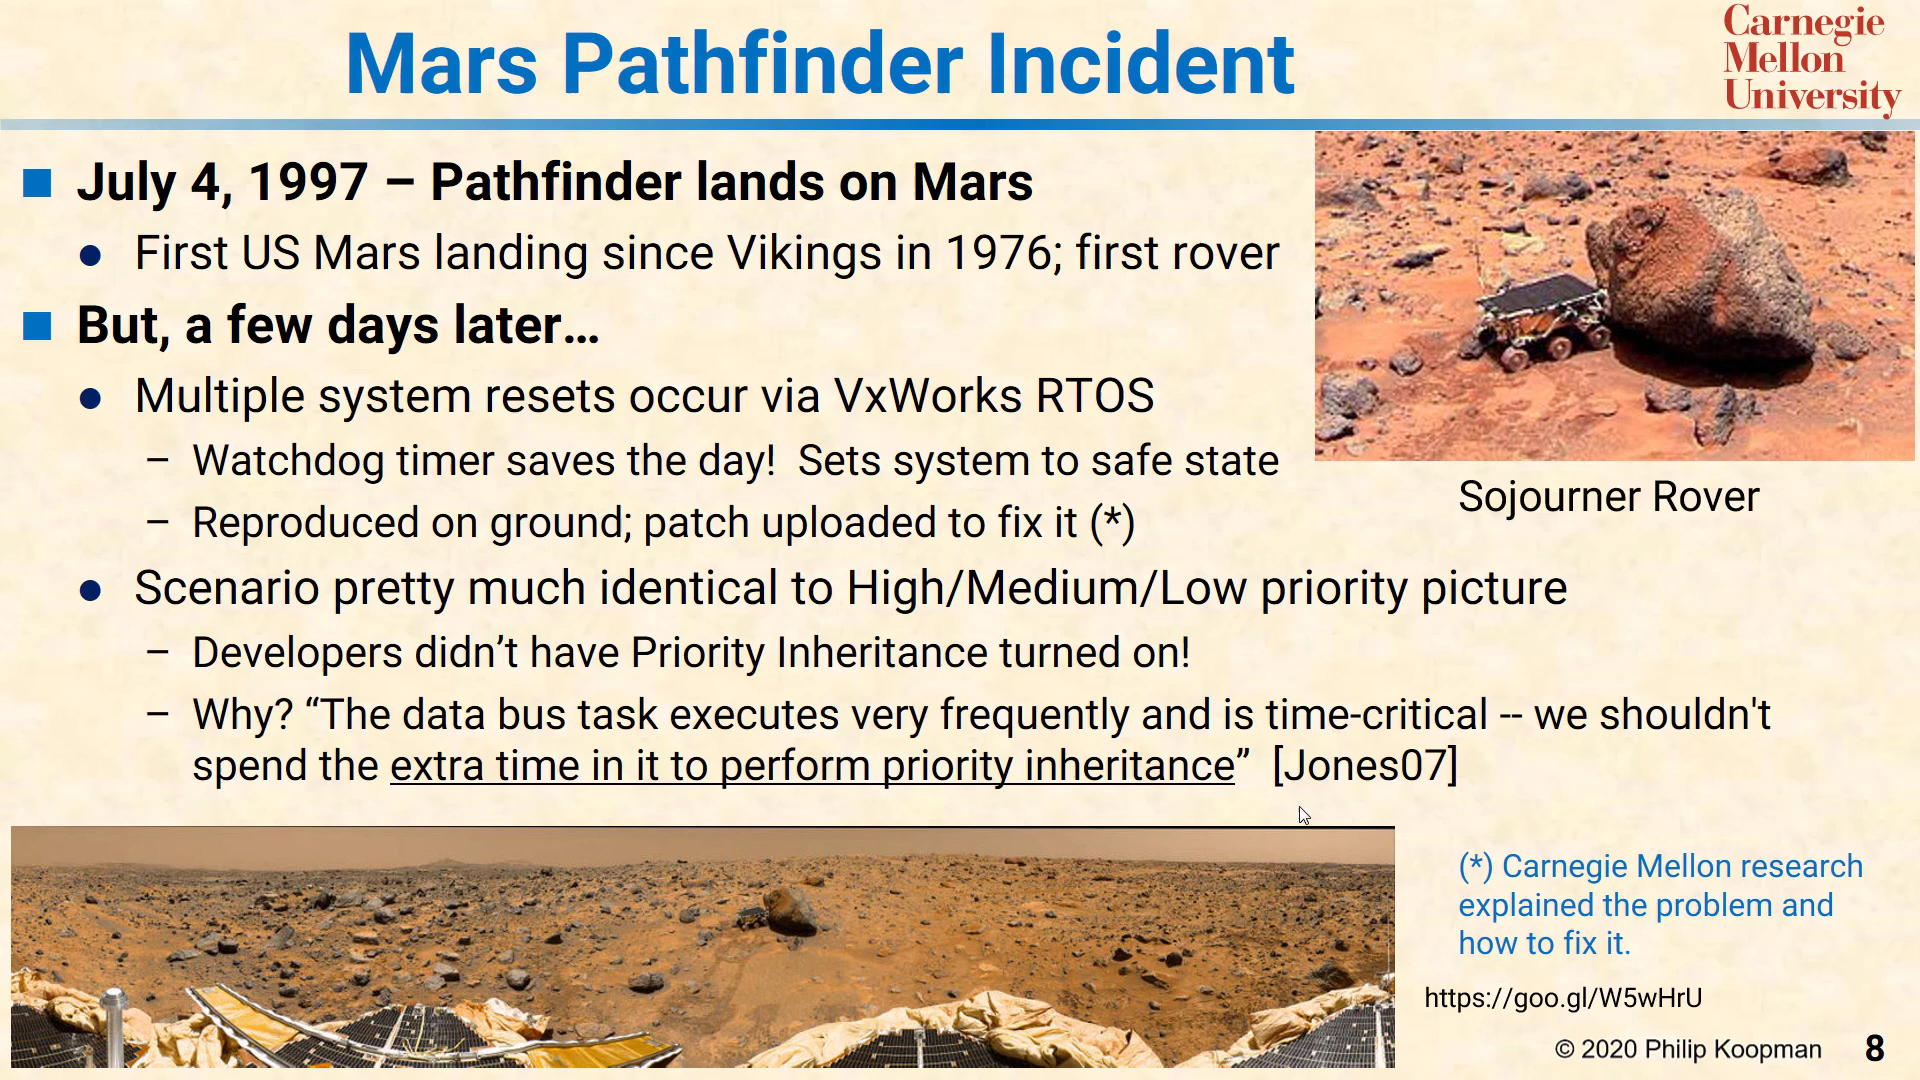 Mars Pathfinder Incident
Carnegie
Mellon
University
July 4, 1997 – Pathfinder lands on Mars
First US Mars landing since Vikings in 1976; first rover
But, a few days later…
Multiple system resets occur via VxWorks RTOS
– Watchdog timer saves the day!  Sets system to safe state
– Reproduced on ground; patch uploaded to fix it (*)
Sojourner Rover
Scenario pretty much identical to High/Medium/Low priority picture
– Developers didn’t have Priority Inheritance turned on!
– Why? “The data bus task executes very frequently and is time-critical -- we shouldn't
spend the extra time in it to perform priority inheritance”  [Jones07]
(*) Carnegie Mellon research
explained the problem and
how to fix it.
https://goo.gl/W5wHrU
© 2020 Philip Koopman 8